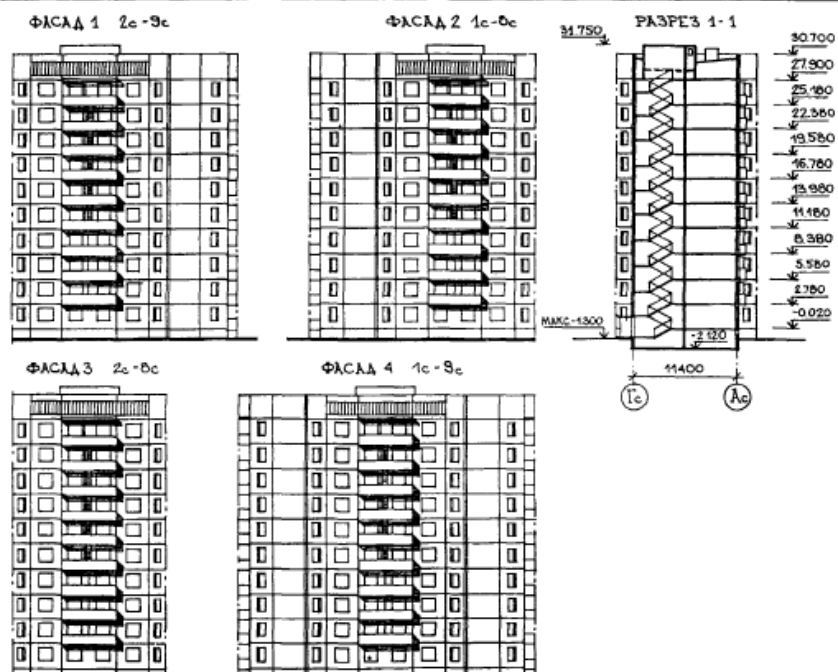 ФАСАД 1 2с-9с
ФАСАД 2 1с-8с
РАЗРЕЗ 1-1
31.750
30.700
27.900
25.180
22.380
19.580
16.780
13.980
11.180
8.380
5.580
2.780
-0.020
МАКС-1300
-2.120
11400
Гс
Ас
ФАСАД 3 2с-8с
ФАСАД 4 1с-9с